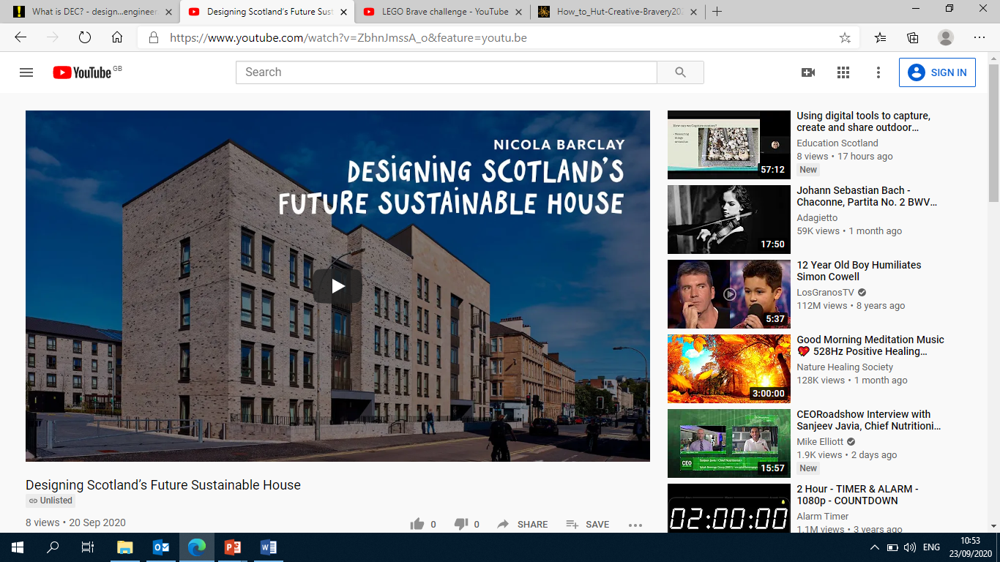 What is DEC? - design...engineer
Designing Scotland's Future Sust
LEGO Brave challenge - YouTube
How_to_Hut-Creative-Bravery202
https://www.youtube.com/watch?v=ZbhnJmssA_o&feature=youtu.be
YouTube GB
Search
SIGN IN
NICOLA BARCLAY
DESIGNING SCOTLAND'S
FUTURE SUSTAINABLE HOUSE
Designing Scotland's Future Sustainable House
Unlisted
8 views • 20 Sep 2020
0
0
SHARE
SAVE
How can we Capture content?
57:12
Using digital tools to capture,
create and share outdoor...
Education Scotland
8 views • 17 hours ago
New
17:50
Johann Sebastian Bach -
Chaconne, Partita No. 2 BWV...
Adagietto
59K views • 1 month ago
5:37
12 Year Old Boy Humiliates
Simon Cowell
LosGranosTV
112M views • 8 years ago
3:00:00
Good Morning Meditation Music
💖 528Hz Positive Healing...
Nature Healing Society
128K views • 1 month ago
CEO
15:57
CEORoadshow Interview with
Sanjeev Javia, Chief Nutritioni...
Mike Elliott
1.9K views • 2 days ago
New
02:00:00
2 Hour - TIMER & ALARM -
1080p - COUNTDOWN
Alarm Timer
1.1M views • 3 years ago
ENG
10:53
23/09/2020